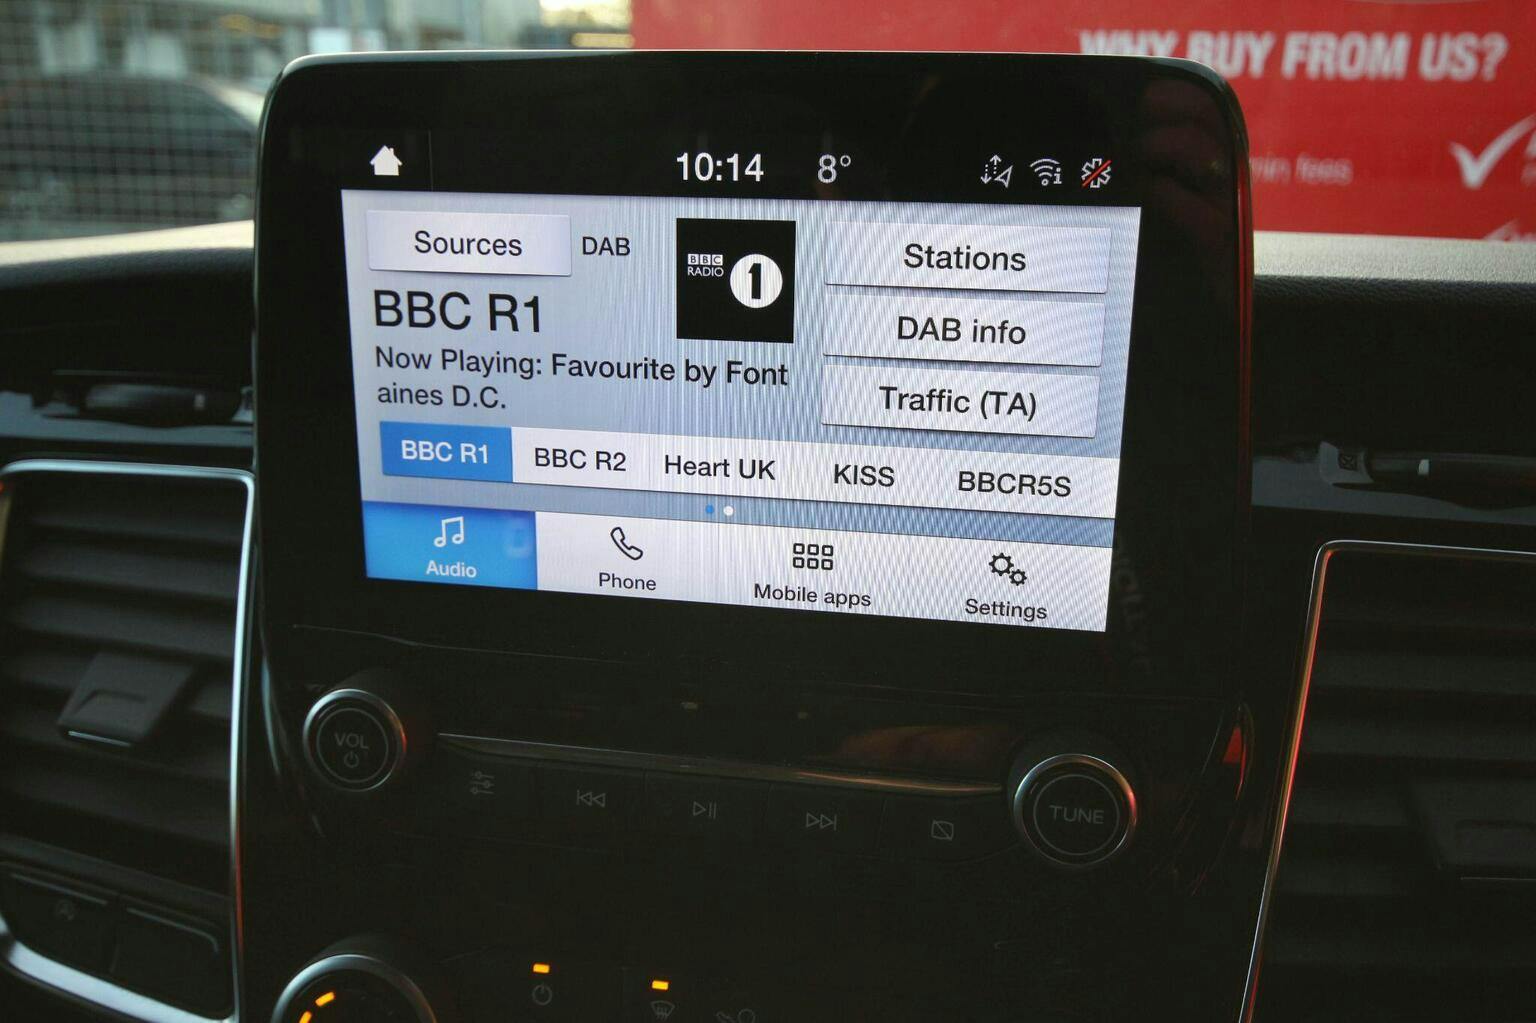 WHY BUY FROM US?
min fees
10:14 8°
Sources DAB
BBC
RADIO 1
Stations
BBC R1
DAB info
Now Playing: Favourite by Font
aines D.C.
Traffic (TA)
BBC R1 BBC R2 Heart UK KISS BBCR5S
Audio Phone Mobile apps Settings
VOL
TUNE